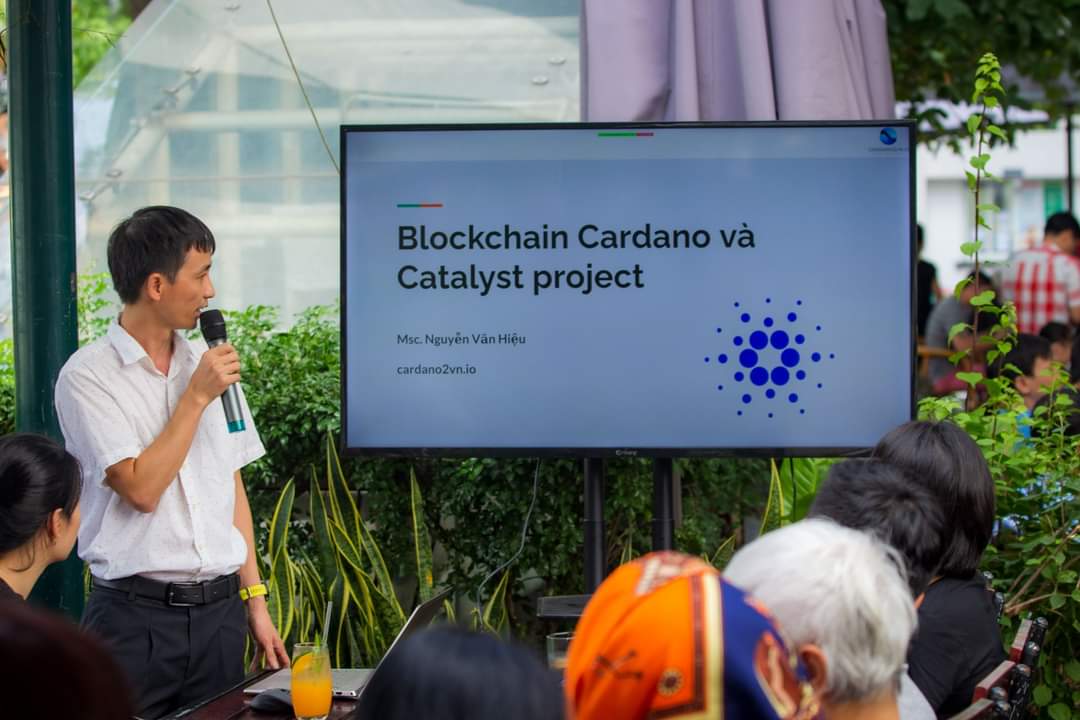 Blockchain Cardano và
Catalyst project
Msc. Nguyễn Văn Hiệu
cardano2vn.io